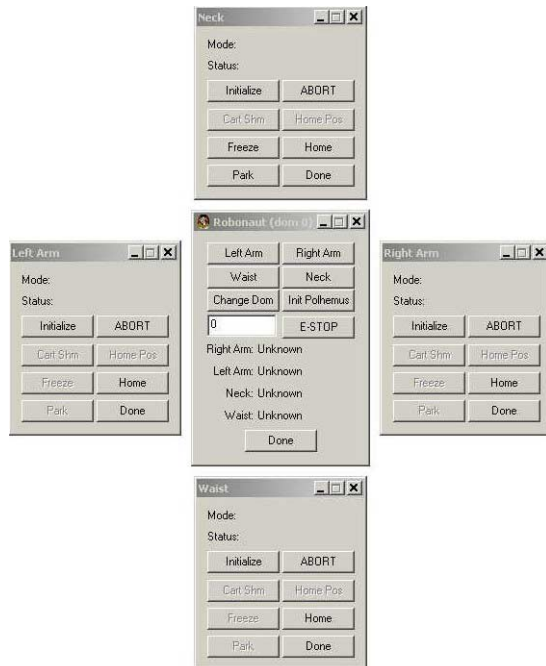 Neck
Mode:
Status:
Initialize ABORT
Cart Shm Home Pos
Freeze Home
Park Done
Robonaut (dom 0)
Left Arm Right Arm
Waist Neck
Change Dom Init Polhemus
0 E-STOP
Right Arm: Unknown
Left Arm: Unknown
Neck: Unknown
Waist: Unknown
Done
Left Arm
Mode:
Status:
Initialize ABORT
Cart Shm Home Pos
Freeze Home
Park Done
Right Arm
Mode:
Status:
Initialize ABORT
Cart Shm Home Pos
Freeze Home
Park Done
Waist
Mode:
Status:
Initialize ABORT
Cart Shm Home Pos
Freeze Home
Park Done